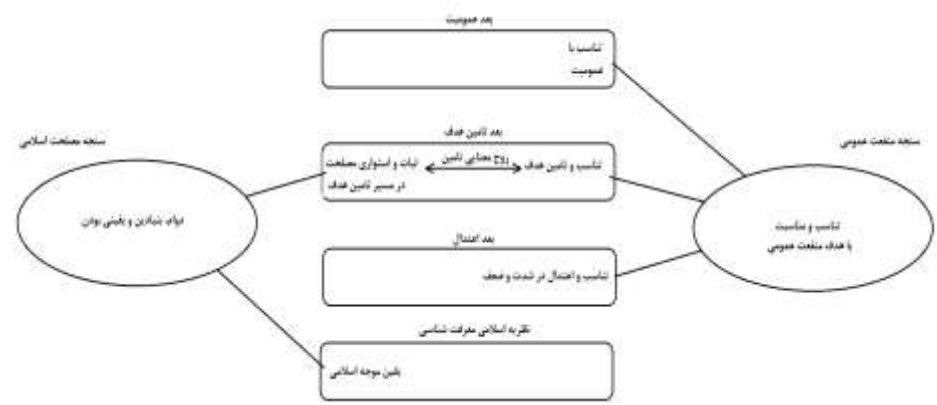 بعد عمومیت
تناسب با
عمومیت
بعد تامین هدف
سنجه منفعت عمومی
سنجه مصلحت اسلامی
تناسب و تامین هدف
زوج معنایی تامین
ثبات و استواری مصلحت
در مسیر تامین هدف
تناسب و مناسبت
با هدف منفعت عمومی
دوام، بنیادین و یقینی بودن
بعد اعتدال
تناسب و اعتدال در شدت و ضعف
نظریه اسلامی معرفت شناسی
یقین موجه اسلامی